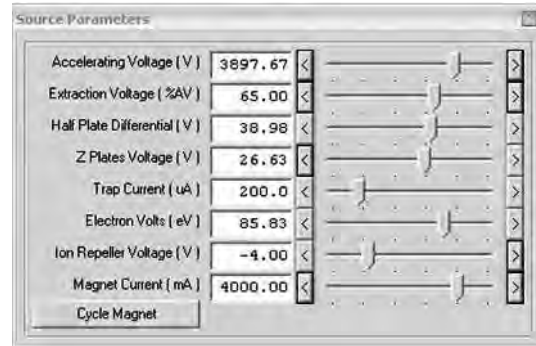 Source Parameters
Accelerating Voltage ( V ) 3897.67 < >
Extraction Voltage ( %AV ) 65.00 < >
Half Plate Differential ( V ) 38.98 < >
Z Plates Voltage ( V ) 26.63 < >
Trap Current ( uA ) 200.0 < >
Electron Volts ( eV ) 85.83 < >
Ion Repeller Voltage ( V ) -4.00 < >
Magnet Current ( mA ) 4000.00 < >
Cycle Magnet